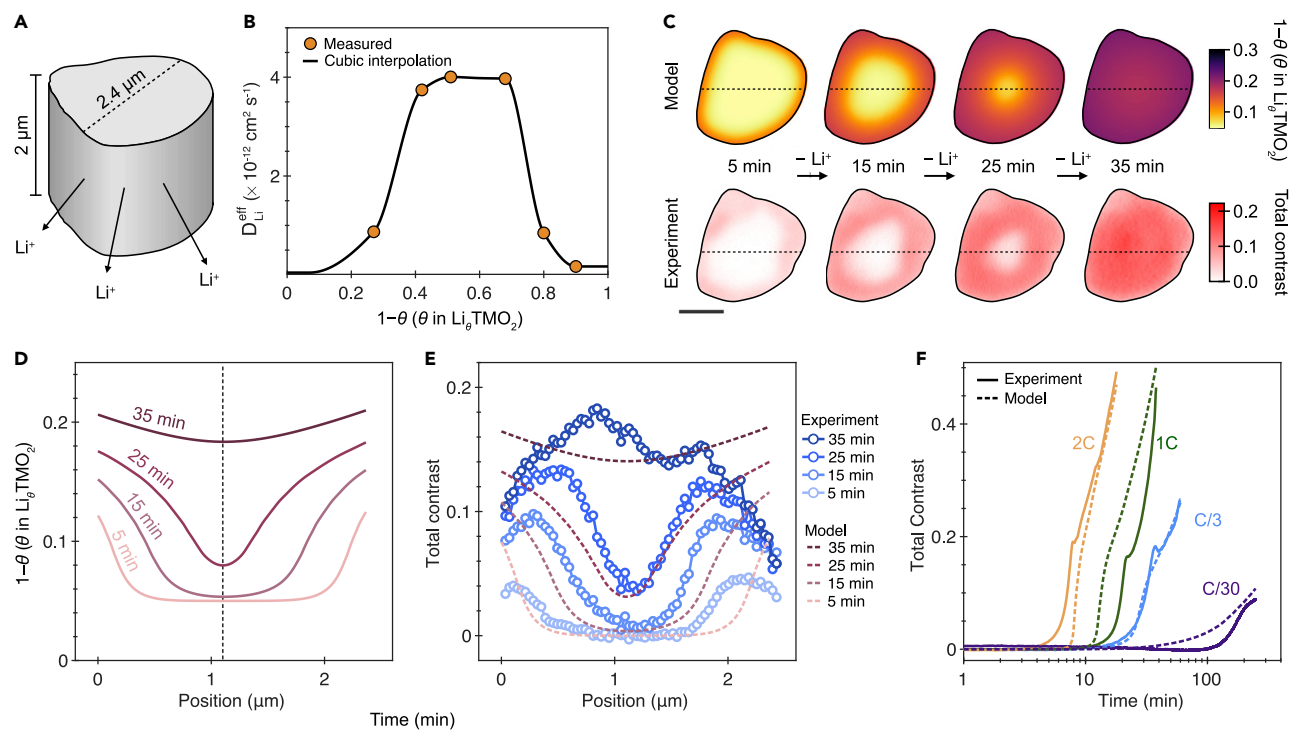 A
2.4 μm
2 μm
Li⁺
Li⁺
Li⁺
B
Measured
Cubic interpolation
D_Li^eff (× 10⁻¹² cm² s⁻¹)
4
2
0
0
0.2
0.4
0.6
0.8
1
1−θ (θ in Li_θTMO₂)
C
Model
5 min
− Li⁺
15 min
− Li⁺
25 min
− Li⁺
35 min
Experiment
0.3
0.2
0.1
1−θ (θ in Li_θTMO₂)
0.2
0.1
0.0
Total contrast
D
1−θ (θ in Li_θTMO₂)
0.2
0.1
0
35 min
25 min
15 min
5 min
0
1
2
Position (μm)
Time (min)
E
Total contrast
0.2
0.1
0
0
1
2
Position (μm)
Experiment
35 min
25 min
15 min
5 min
Model
35 min
25 min
15 min
5 min
F
Experiment
Model
Total Contrast
0.4
0.2
0
2C
1C
C/3
C/30
1
10
100
Time (min)